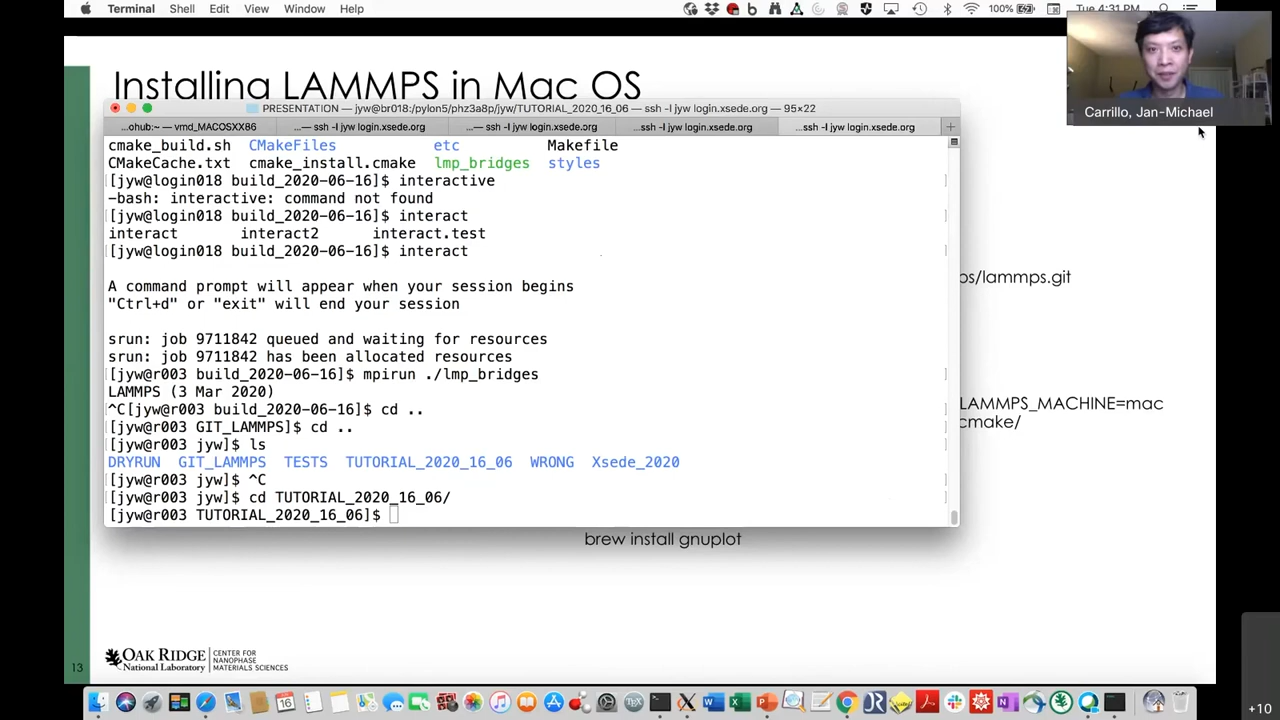 Terminal Shell Edit View Window Help 100% Tue 4:31 PM
Carrillo, Jan-Michael
Installing LAMMPS in Mac OS
PRESENTATION — jyw@br018:/pylon5/phz3a8p/jyw/TUTORIAL_2020_16_06 — ssh -l jyw login.xsede.org — 95×22
...ohub:~ — vmd_MACOSXX86 ...— ssh -l jyw login.xsede.org ...— ssh -l jyw login.xsede.org ...— ssh -l jyw login.xsede.org ...— ssh -l jyw login.xsede.org +
cmake_build.sh CMakeFiles etc Makefile
CMakeCache.txt cmake_install.cmake lmp_bridges styles
[jyw@login018 build_2020-06-16]$ interactive
-bash: interactive: command not found
[jyw@login018 build_2020-06-16]$ interact
interact interact2 interact.test
[jyw@login018 build_2020-06-16]$ interact
A command prompt will appear when your session begins
"Ctrl+d" or "exit" will end your session
srun: job 9711842 queued and waiting for resources
srun: job 9711842 has been allocated resources
[jyw@r003 build_2020-06-16]$ mpirun ./lmp_bridges
LAMMPS (3 Mar 2020)
^C[jyw@r003 build_2020-06-16]$ cd ..
[jyw@r003 GIT_LAMMPS]$ cd ..
[jyw@r003 jyw]$ ls
DRYRUN GIT_LAMMPS TESTS TUTORIAL_2020_16_06 WRONG Xsede_2020
[jyw@r003 jyw]$ ^C
[jyw@r003 jyw]$ cd TUTORIAL_2020_16_06/
[jyw@r003 TUTORIAL_2020_16_06]$
ps/lammps.git
LAMMPS_MACHINE=mac
cmake/
brew install gnuplot
13
OAK RIDGE
National Laboratory
CENTER FOR
NANOPHASE
MATERIALS SCIENCES
+10